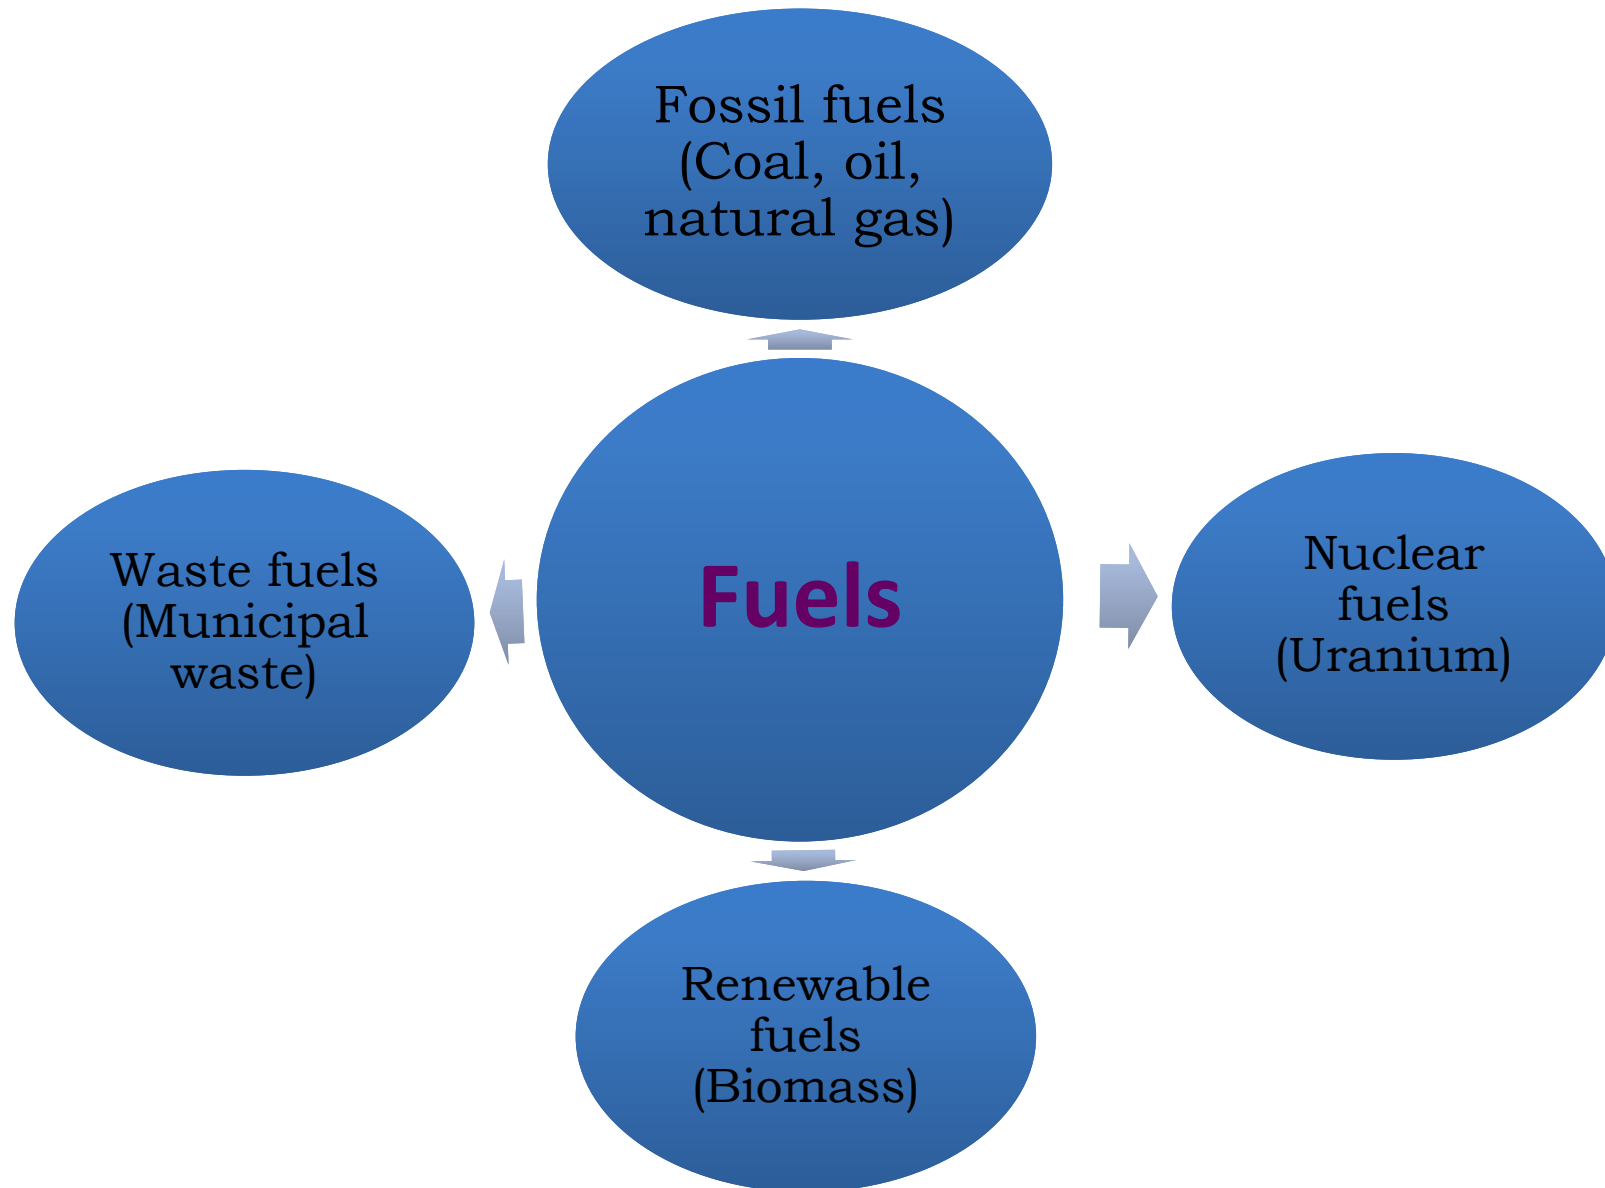 Fossil fuels
(Coal, oil,
natural gas)
Waste fuels
(Municipal
waste)
Fuels
Nuclear
fuels
(Uranium)
Renewable
fuels
(Biomass)